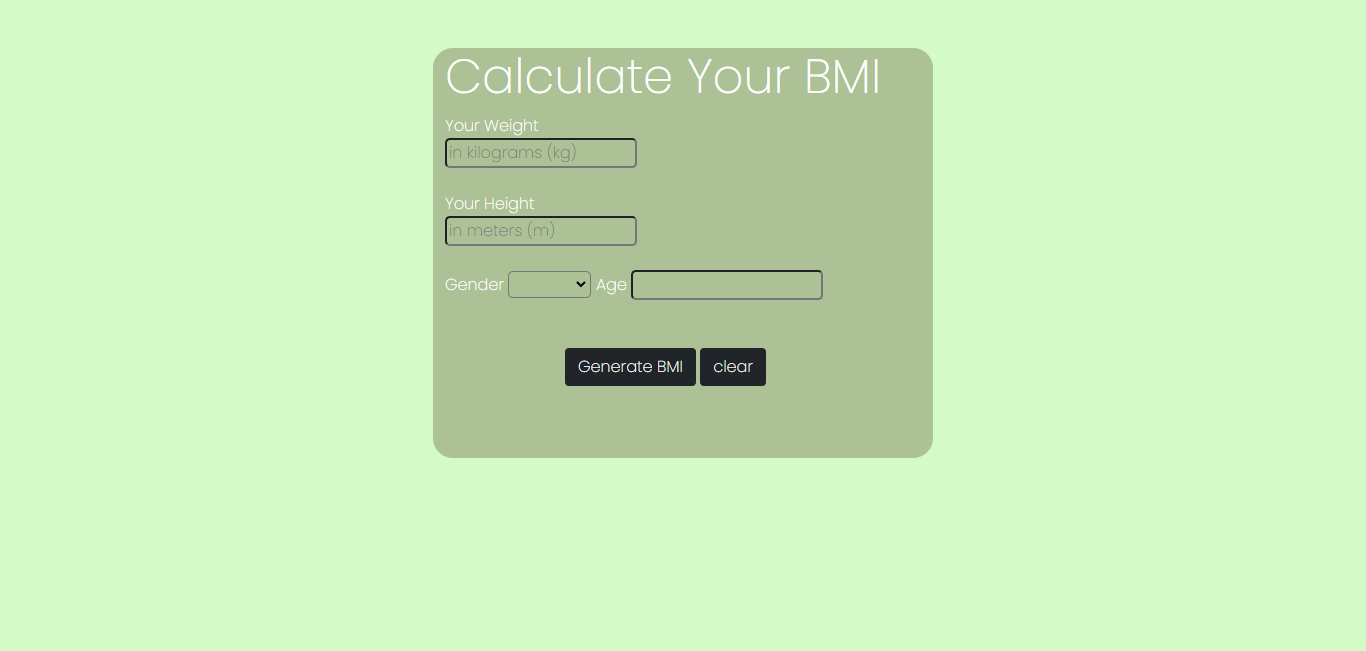 Calculate Your BMI
Your Weight
in kilograms (kg)
Your Height
in meters (m)
Gender Age
Generate BMI clear